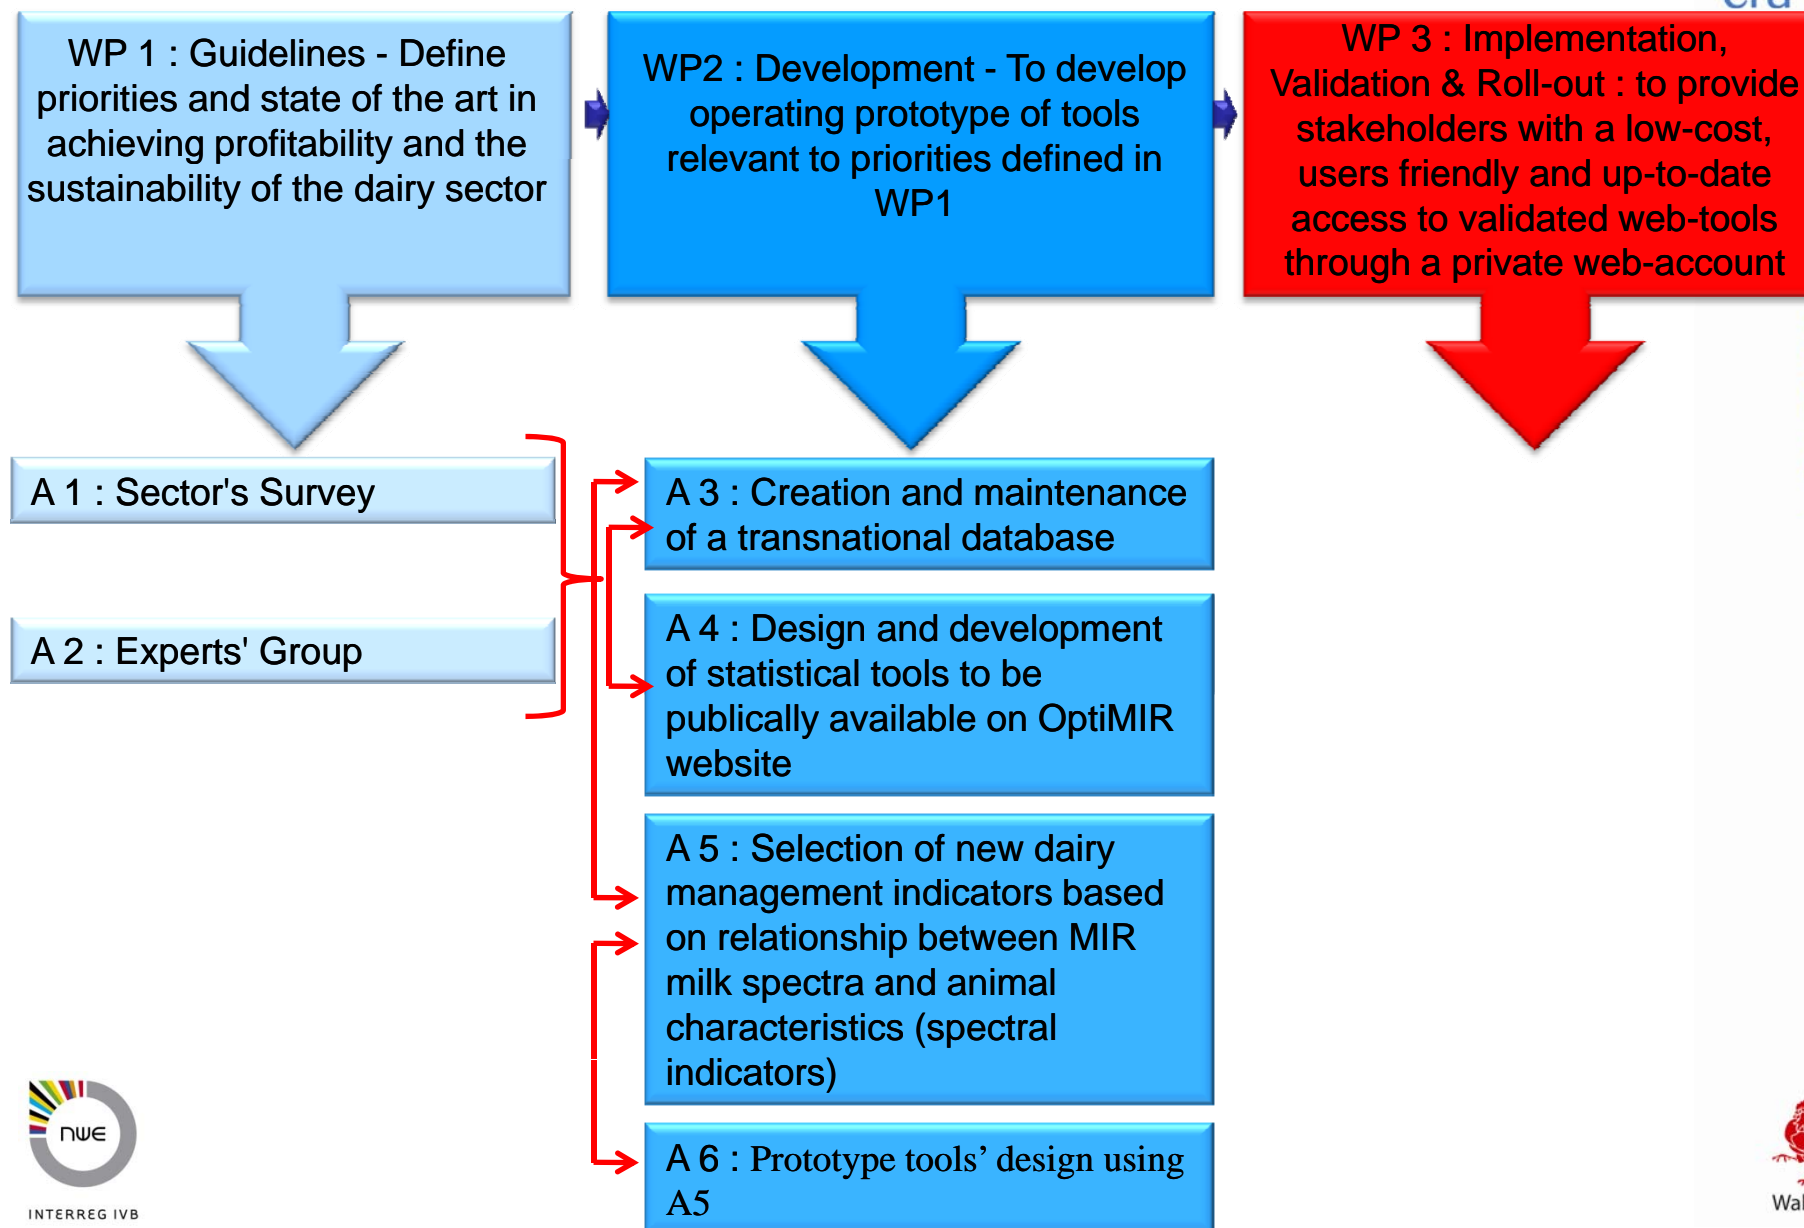 WP 1 : Guidelines - Define
priorities and state of the art in
achieving profitability and the
sustainability of the dairy sector
WP2 : Development - To develop
operating prototype of tools
relevant to priorities defined in
WP1
WP 3 : Implementation,
Validation & Roll-out : to provide
stakeholders with a low-cost,
users friendly and up-to-date
access to validated web-tools
through a private web-account
A 1 : Sector's Survey
A 2 : Experts' Group
A 3 : Creation and maintenance
of a transnational database
A 4 : Design and development
of statistical tools to be
publically available on OptiMIR
website
A 5 : Selection of new dairy
management indicators based
on relationship between MIR
milk spectra and animal
characteristics (spectral
indicators)
A 6 : Prototype tools’ design using
A5
nwe
INTERREG IVB